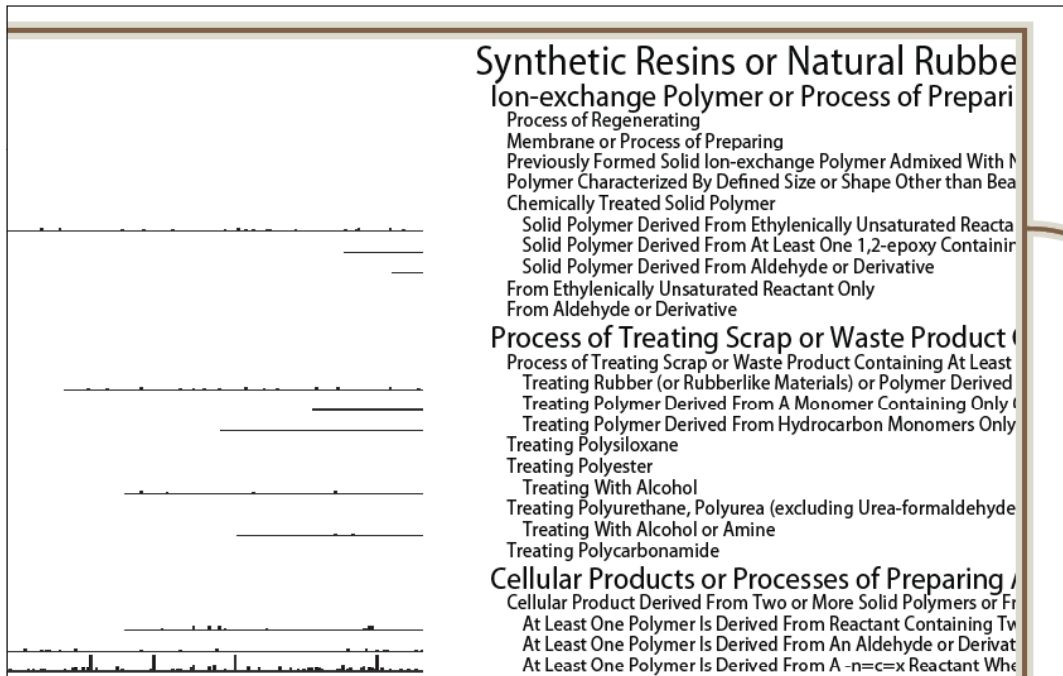 Synthetic Resins or Natural Rubbe
Ion-exchange Polymer or Process of Prepari
Process of Regenerating
Membrane or Process of Preparing
Previously Formed Solid Ion-exchange Polymer Admixed With N
Polymer Characterized By Defined Size or Shape Other than Bea
Chemically Treated Solid Polymer
Solid Polymer Derived From Ethylenically Unsaturated Reacta
Solid Polymer Derived From At Least One 1,2-epoxy Containin
Solid Polymer Derived From Aldehyde or Derivative
From Ethylenically Unsaturated Reactant Only
From Aldehyde or Derivative
Process of Treating Scrap or Waste Product
Process of Treating Scrap or Waste Product Containing At Least
Treating Rubber (or Rubberlike Materials) or Polymer Derived
Treating Polymer Derived From A Monomer Containing Only
Treating Polymer Derived From Hydrocarbon Monomers Only
Treating Polysiloxane
Treating Polyester
Treating With Alcohol
Treating Polyurethane, Polyurea (excluding Urea-formaldehyde
Treating With Alcohol or Amine
Treating Polycarbonamide
Cellular Products or Processes of Preparing A
Cellular Product Derived From Two or More Solid Polymers or Fr
At Least One Polymer Is Derived From Reactant Containing Tw
At Least One Polymer Is Derived From An Aldehyde or Derivat
At Least One Polymer Is Derived From A -n=c=x Reactant Whe